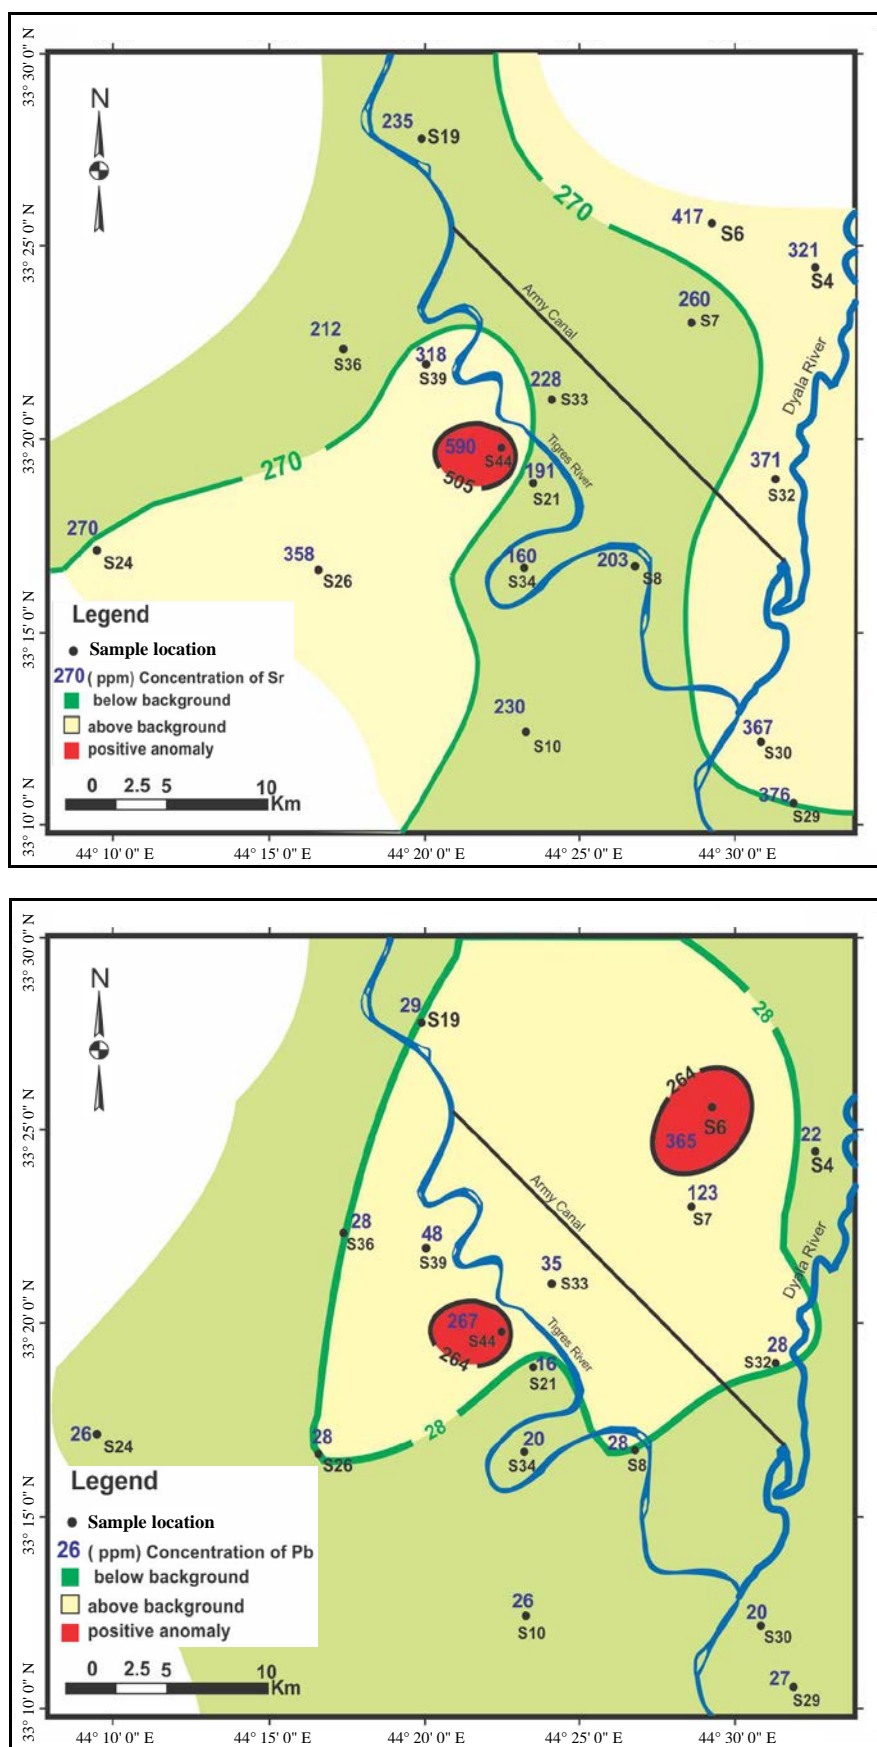 33° 30' 0" N
N
235
S19
270
417
S6
33° 25' 0" N
321
S4
Army Canal
260
S7
212
S36
318
S39
Dyala River
228
S33
33° 20' 0" N
590
S44
505
Tigres River
270
191
S21
371
S32
270
S24
358
S26
160
S34
203
S8
33° 15' 0" N
Legend
Sample location
270 ( ppm) Concentration of Sr
below background
above background
positive anomaly
230
S10
367
S30
376
S29
0 2.5 5 10
Km
33° 10' 0" N
44° 10' 0" E 44° 15' 0" E 44° 20' 0" E 44° 25' 0" E 44° 30' 0" E
33° 30' 0" N
N
29
S19
28
264
S6
365
33° 25' 0" N
22
S4
123
S7
Army Canal
28
S36
48
S39
35
S33
Dyala River
33° 20' 0" N
267
S44
264
Tigres River
16
S21
28
S32
26
S24
28
28
S26
20
S34
28
S8
33° 15' 0" N
Legend
Sample location
26 ( ppm) Concentration of Pb
below background
above background
positive anomaly
26
S10
20
S30
27
S29
0 2.5 5 10
Km
33° 10' 0" N
44° 10' 0" E 44° 15' 0" E 44° 20' 0" E 44° 25' 0" E 44° 30' 0" E